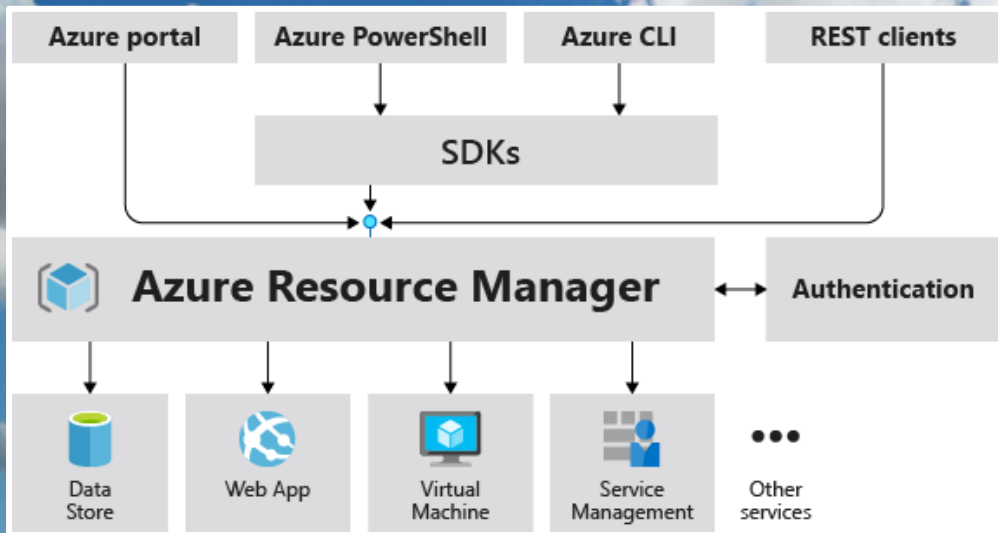 Azure portal
Azure PowerShell
Azure CLI
REST clients
SDKs
Azure Resource Manager
Authentication
Data
Store
Web App
Virtual
Machine
Service
Management
Other
services